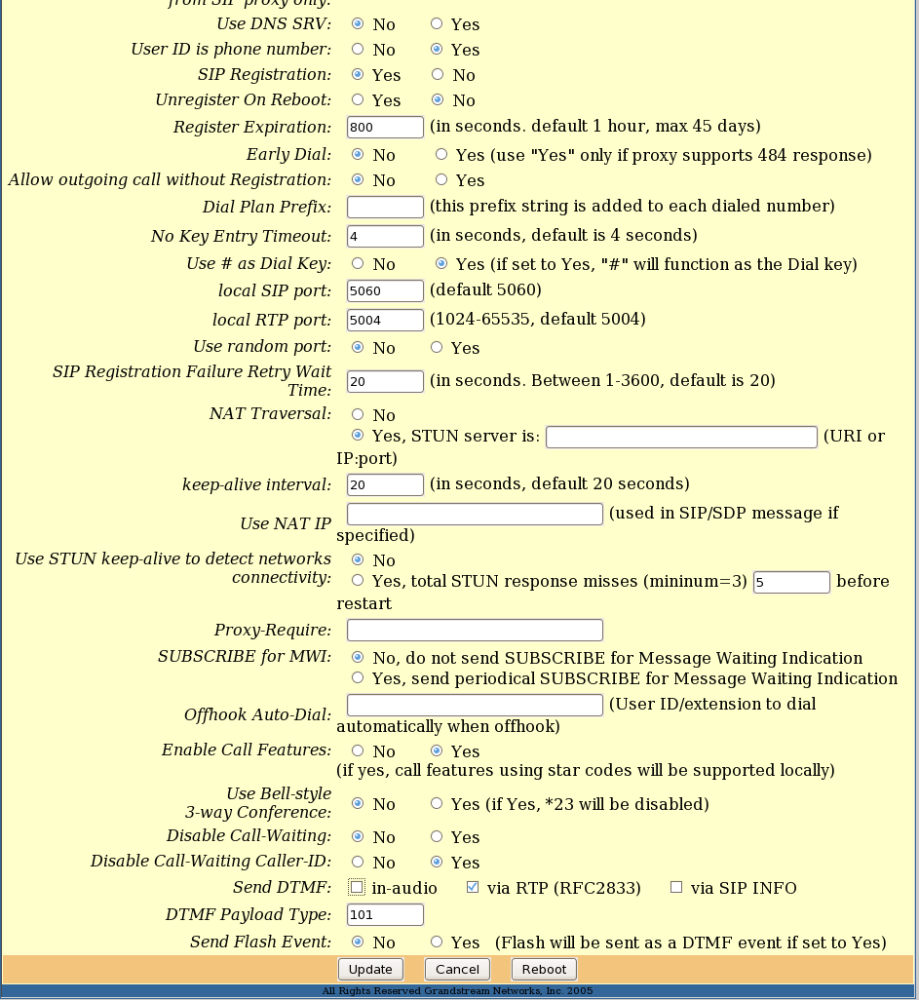 from SIP proxy only:
Use DNS SRV: No Yes
User ID is phone number: No Yes
SIP Registration: Yes No
Unregister On Reboot: Yes No
Register Expiration: 800 (in seconds. default 1 hour, max 45 days)
Early Dial: No Yes (use "Yes" only if proxy supports 484 response)
Allow outgoing call without Registration: No Yes
Dial Plan Prefix: (this prefix string is added to each dialed number)
No Key Entry Timeout: 4 (in seconds, default is 4 seconds)
Use # as Dial Key: No Yes (if set to Yes, "#" will function as the Dial key)
local SIP port: 5060 (default 5060)
local RTP port: 5004 (1024-65535, default 5004)
Use random port: No Yes
SIP Registration Failure Retry Wait
Time: 20 (in seconds. Between 1-3600, default is 20)
NAT Traversal: No
Yes, STUN server is: (URI or
IP:port)
keep-alive interval: 20 (in seconds, default 20 seconds)
Use NAT IP (used in SIP/SDP message if
specified)
Use STUN keep-alive to detect networks
connectivity: No
Yes, total STUN response misses (mininum=3) 5 before
restart
Proxy-Require:
SUBSCRIBE for MWI: No, do not send SUBSCRIBE for Message Waiting Indication
Yes, send periodical SUBSCRIBE for Message Waiting Indication
Offhook Auto-Dial: (User ID/extension to dial
automatically when offhook)
Enable Call Features: No Yes
(if yes, call features using star codes will be supported locally)
Use Bell-style
3-way Conference: No Yes (if Yes, *23 will be disabled)
Disable Call-Waiting: No Yes
Disable Call-Waiting Caller-ID: No Yes
Send DTMF: in-audio via RTP (RFC2833) via SIP INFO
DTMF Payload Type: 101
Send Flash Event: No Yes (Flash will be sent as a DTMF event if set to Yes)
Update Cancel Reboot
All Rights Reserved Grandstream Networks, Inc. 2005